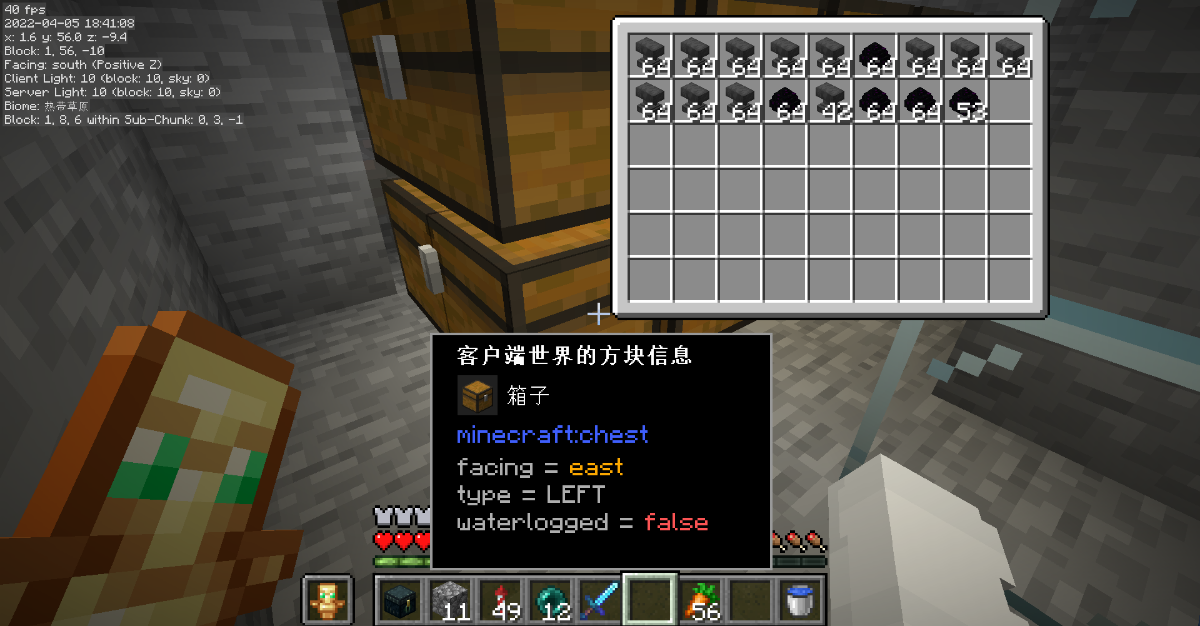 40 fps
2022-04-05 18:41:08
x: 1.6 y: 56.0 z: -9.4
Block: 1, 56, -10
Facing: south (Positive Z)
Client Light: 10 (block: 10, sky: 0)
Server Light: 10 (block: 10, sky: 0)
Biome: 热带草原
Block: 1, 8, 6 within Sub-Chunk: 0, 3, -1
64 64 64 64 64 64 64 64 64
64 64 64 64 42 64 64 53
客户端世界的方块信息
箱子
minecraft:chest
facing = east
type = LEFT
waterlogged = false
11 49 12 56